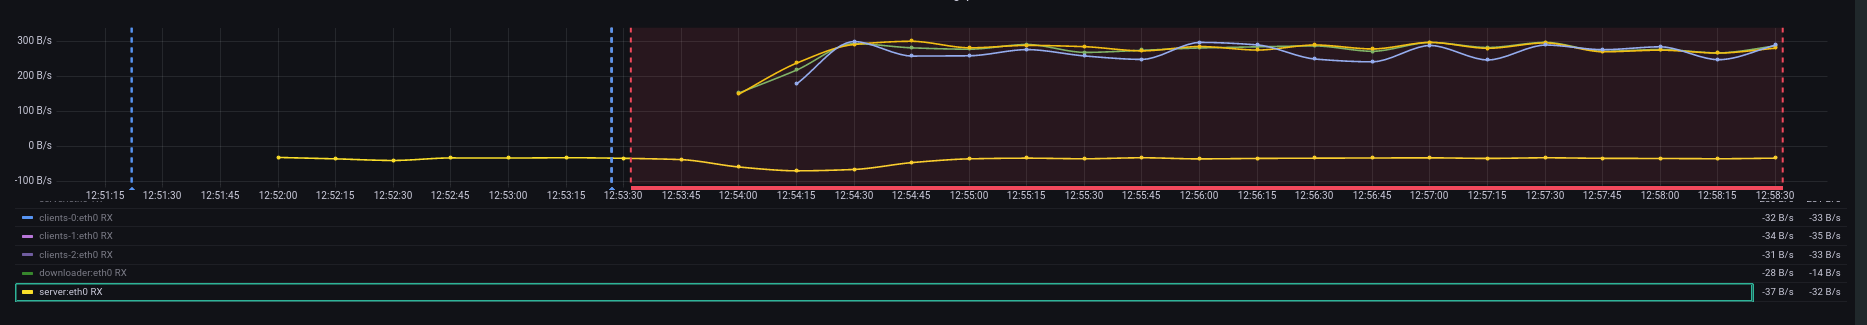 300 B/s
200 B/s
100 B/s
0 B/s
-100 B/s
12:51:15 12:51:30 12:51:45 12:52:00 12:52:15 12:52:30 12:52:45 12:53:00 12:53:15 12:53:30 12:53:45 12:54:00 12:54:15 12:54:30 12:54:45 12:55:00 12:55:15 12:55:30 12:55:45 12:56:00 12:56:15 12:56:30 12:56:45 12:57:00 12:57:15 12:57:30 12:57:45 12:58:00 12:58:15 12:58:30
clients-0:eth0 RX -32 B/s -33 B/s
clients-1:eth0 RX -34 B/s -35 B/s
clients-2:eth0 RX -31 B/s -33 B/s
downloader:eth0 RX -28 B/s -14 B/s
server:eth0 RX -37 B/s -32 B/s